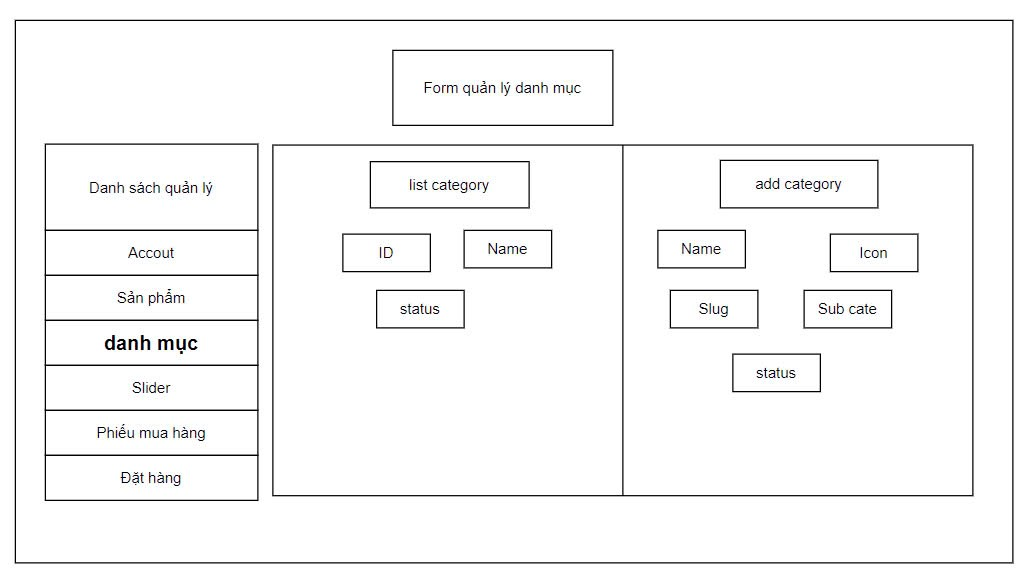 Form quản lý danh mục
Danh sách quản lý
Accout
Sản phẩm
danh mục
Slider
Phiếu mua hàng
Đặt hàng
list category
ID
Name
status
add category
Name
Icon
Slug
Sub cate
status